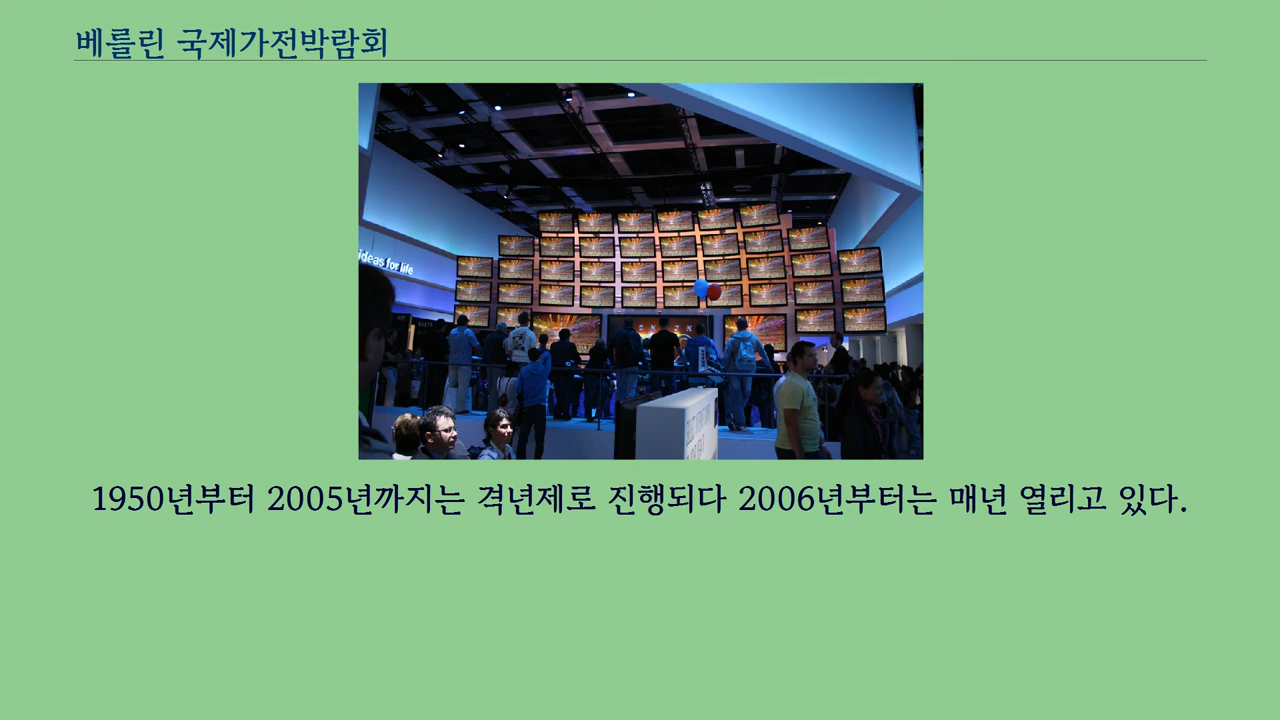 베를린 국제가전박람회
ideas for life
1950년부터 2005년까지는 격년제로 진행되다 2006년부터는 매년 열리고 있다.